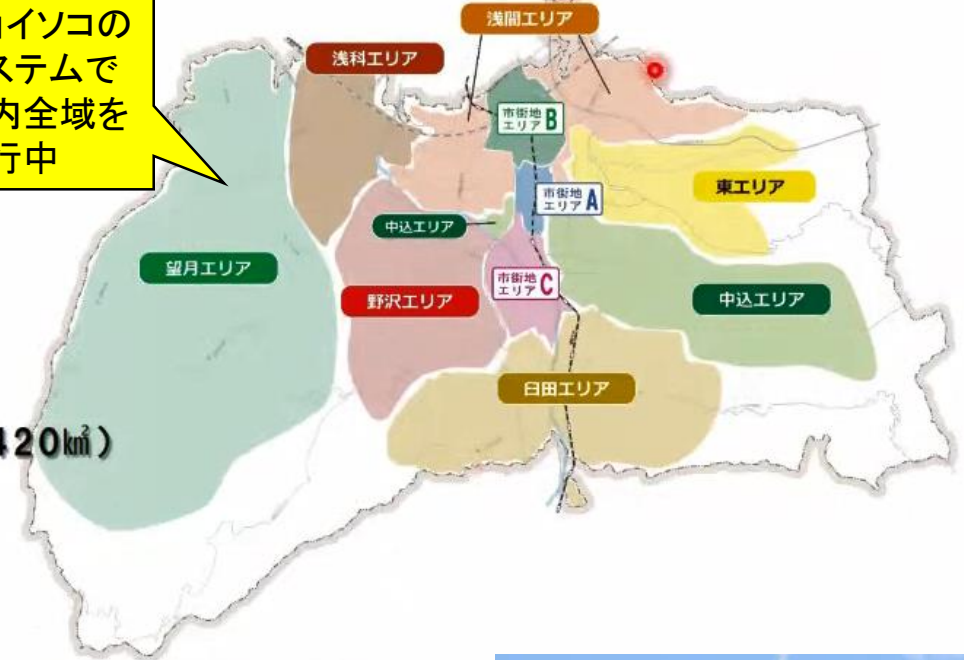 イソコの
ステムで
内全域を
行中
浅間エリア
浅科エリア
市街地
エリア B
東エリア
市街地
エリア A
中込エリア
望月エリア
市街地
エリア C
野沢エリア
中込エリア
臼田エリア
420㎢)